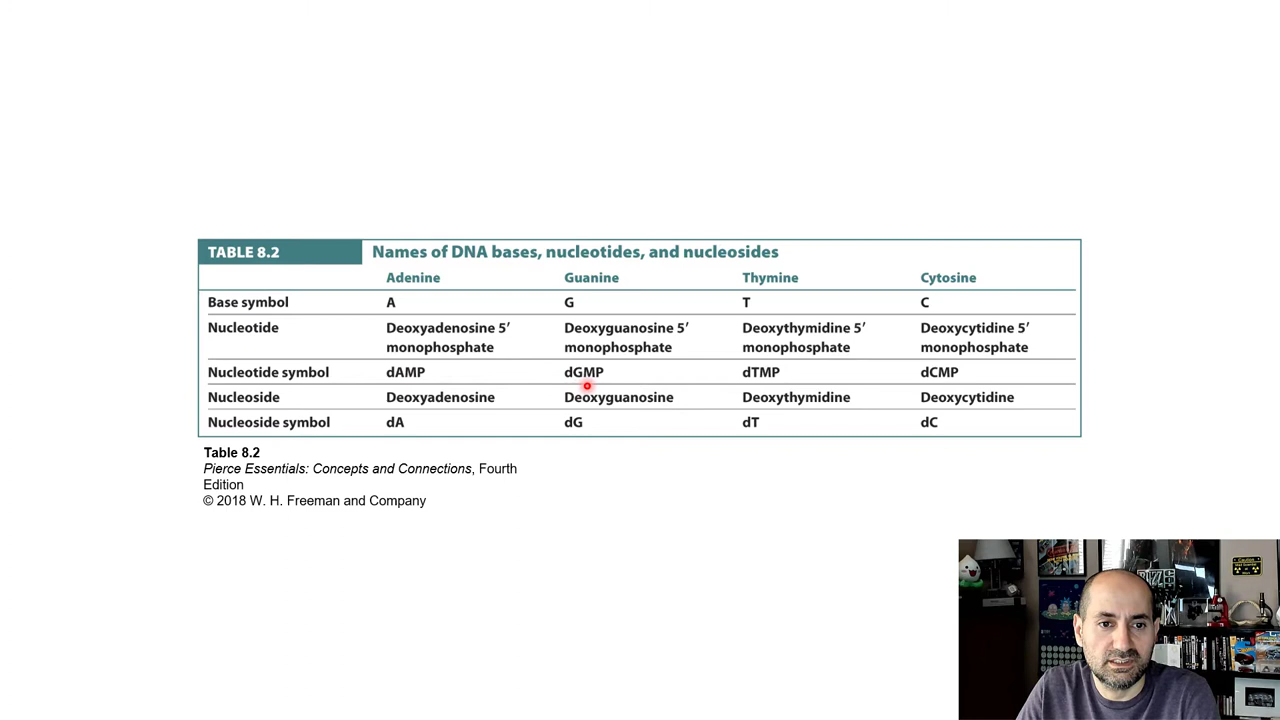 TABLE 8.2 Names of DNA bases, nucleotides, and nucleosides
Adenine Guanine Thymine Cytosine
Base symbol A G T C
Nucleotide Deoxyadenosine 5′ Deoxyguanosine 5′ Deoxythymidine 5′ Deoxycytidine 5′
monophosphate monophosphate monophosphate monophosphate
Nucleotide symbol dAMP dGMP dTMP dCMP
Nucleoside Deoxyadenosine Deoxyguanosine Deoxythymidine Deoxycytidine
Nucleoside symbol dA dG dT dC
Table 8.2
Pierce Essentials: Concepts and Connections, Fourth
Edition
© 2018 W. H. Freeman and Company